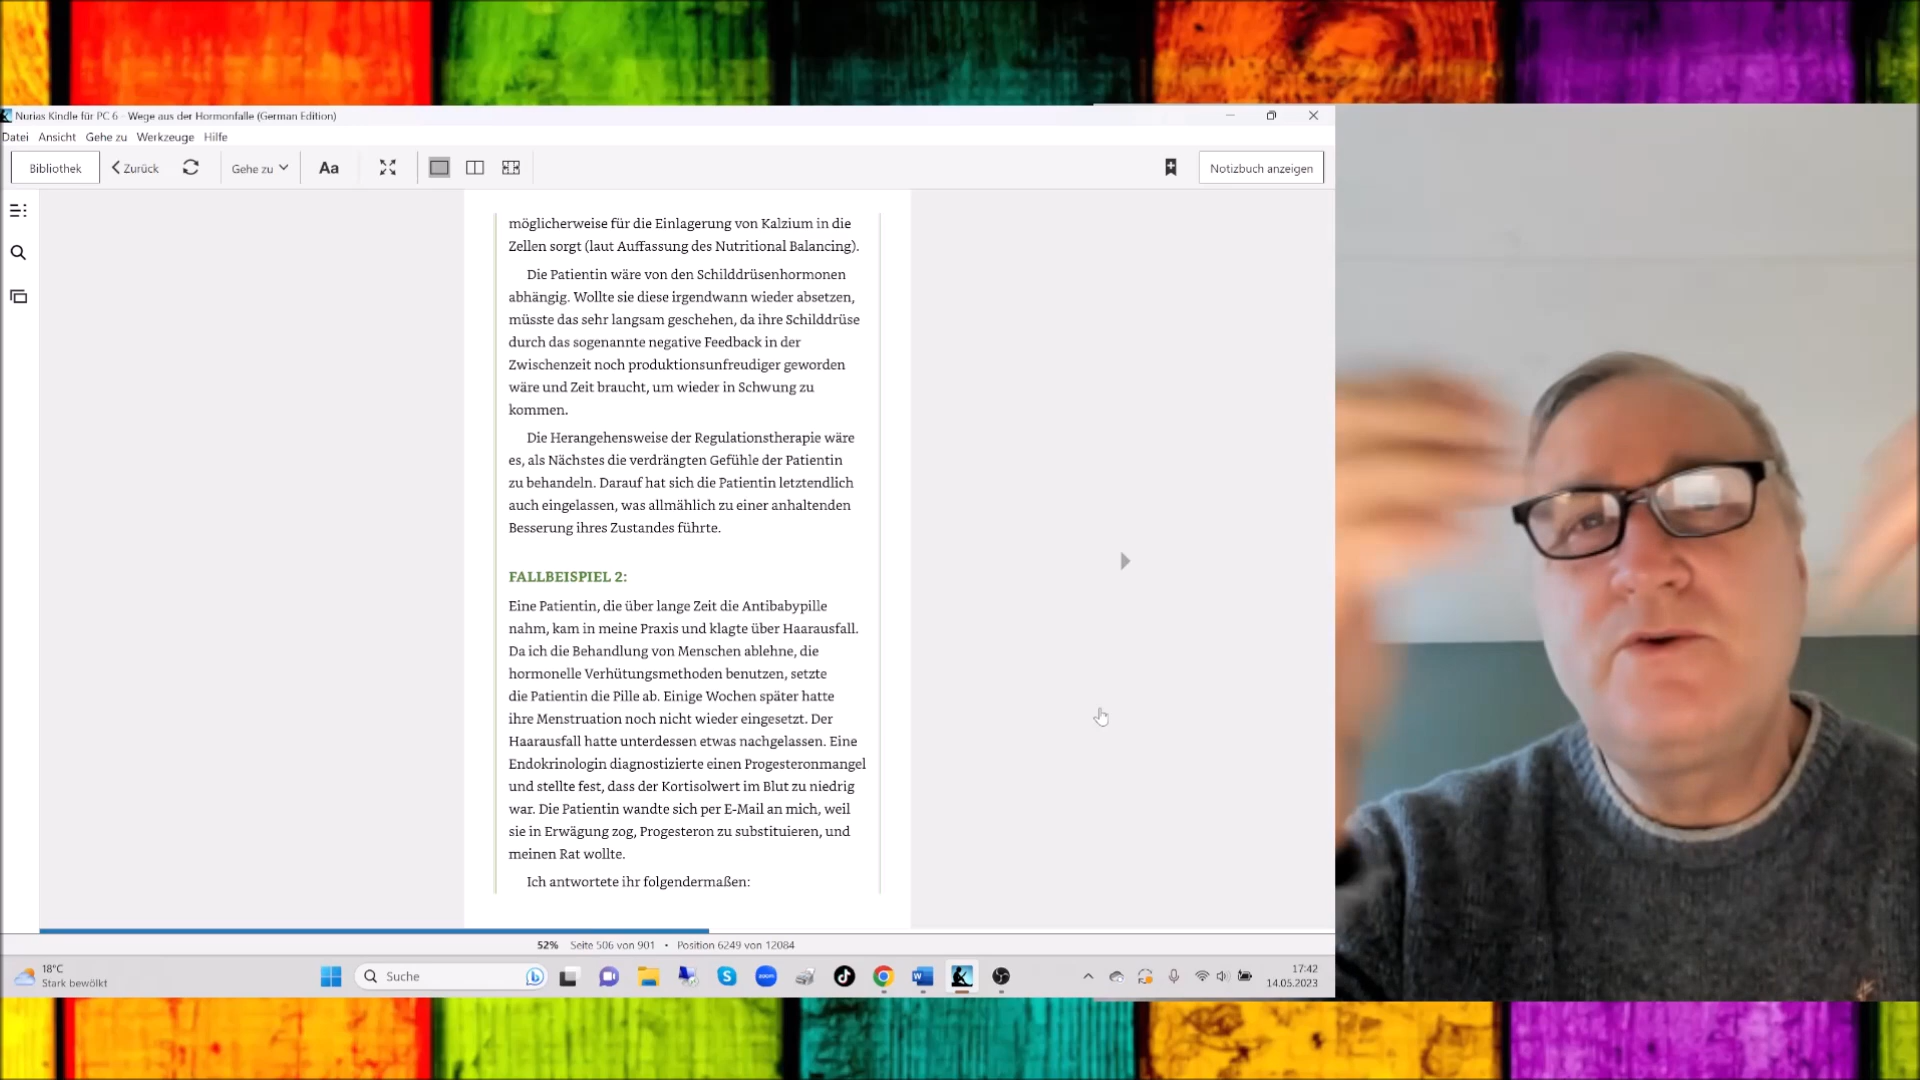 Nurias Kindle für PC 6 - Wege aus der Hormonfalle (German Edition)
Datei Ansicht Gehe zu Werkzeuge Hilfe
Bibliothek Zurück Gehe zu Aa Notizbuch anzeigen
möglicherweise für die Einlagerung von Kalzium in die
Zellen sorgt (laut Auffassung des Nutritional Balancing).
Die Patientin wäre von den Schilddrüsenhormonen
abhängig. Wollte sie diese irgendwann wieder absetzen,
müsste das sehr langsam geschehen, da ihre Schilddrüse
durch das sogenannte negative Feedback in der
Zwischenzeit noch produktionsunfreudiger geworden
wäre und Zeit braucht, um wieder in Schwung zu
kommen.
Die Herangehensweise der Regulationstherapie wäre
es, als Nächstes die verdrängten Gefühle der Patientin
zu behandeln. Darauf hat sich die Patientin letztendlich
auch eingelassen, was allmählich zu einer anhaltenden
Besserung ihres Zustandes führte.
FALLBEISPIEL 2:
Eine Patientin, die über lange Zeit die Antibabypille
nahm, kam in meine Praxis und klagte über Haarausfall.
Da ich die Behandlung von Menschen ablehne, die
hormonelle Verhütungsmethoden benutzen, setzte
die Patientin die Pille ab. Einige Wochen später hatte
ihre Menstruation noch nicht wieder eingesetzt. Der
Haarausfall hatte unterdessen etwas nachgelassen. Eine
Endokrinologin diagnostizierte einen Progesteronmangel
und stellte fest, dass der Kortisolwert im Blut zu niedrig
war. Die Patientin wandte sich per E-Mail an mich, weil
sie in Erwägung zog, Progesteron zu substituieren, und
meinen Rat wollte.
Ich antwortete ihr folgendermaßen:
52% Seite 506 von 901 • Position 6249 von 12084
18°C
Stark bewölkt
Suche
17:42
14.05.2023